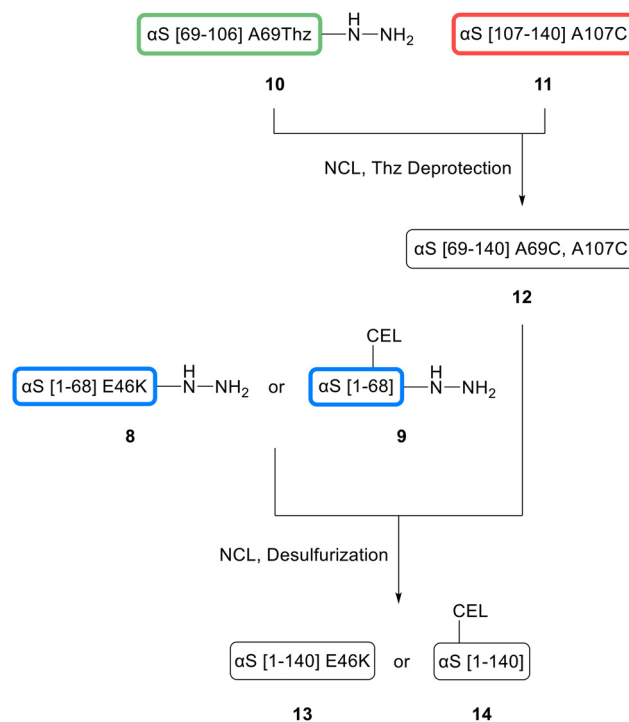 αS [69-106] A69Thz
H
N
NH2
αS [107-140] A107C
10
11
NCL, Thz Deprotection
αS [69-140] A69C, A107C
12
CEL
αS [1-68] E46K
H
N
NH2
or
αS [1-68]
H
N
NH2
8
9
NCL, Desulfurization
CEL
αS [1-140] E46K
or
αS [1-140]
13
14